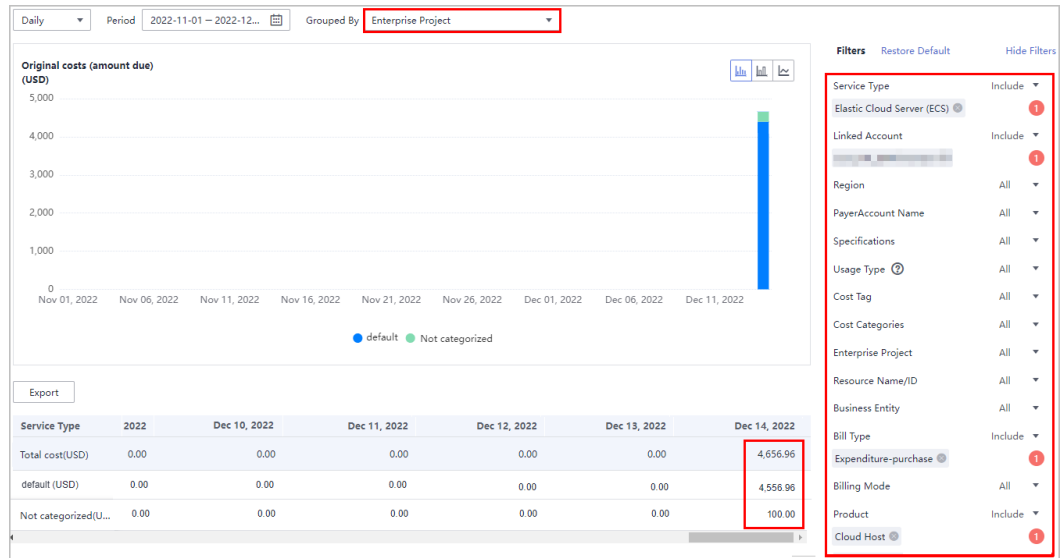 Daily Period 2022-11-01 – 2022-12... Grouped By Enterprise Project
Original costs (amount due)
(USD)
5,000
4,000
3,000
2,000
1,000
0
Nov 01, 2022 Nov 06, 2022 Nov 11, 2022 Nov 16, 2022 Nov 21, 2022 Nov 26, 2022 Dec 01, 2022 Dec 06, 2022 Dec 11, 2022
default Not categorized
Export
Service Type 2022 Dec 10, 2022 Dec 11, 2022 Dec 12, 2022 Dec 13, 2022 Dec 14, 2022
Total cost(USD) 0.00 0.00 0.00 0.00 0.00 4,656.96
default (USD) 0.00 0.00 0.00 0.00 0.00 4,556.96
Not categorized(U... 0.00 0.00 0.00 0.00 0.00 100.00
Filters Restore Default Hide Filters
Service Type Include
Elastic Cloud Server (ECS) 1
Linked Account Include
1
Region All
PayerAccount Name All
Specifications All
Usage Type ? All
Cost Tag All
Cost Categories All
Enterprise Project All
Resource Name/ID All
Business Entity All
Bill Type Include
Expenditure-purchase 1
Billing Mode All
Product Include
Cloud Host 1